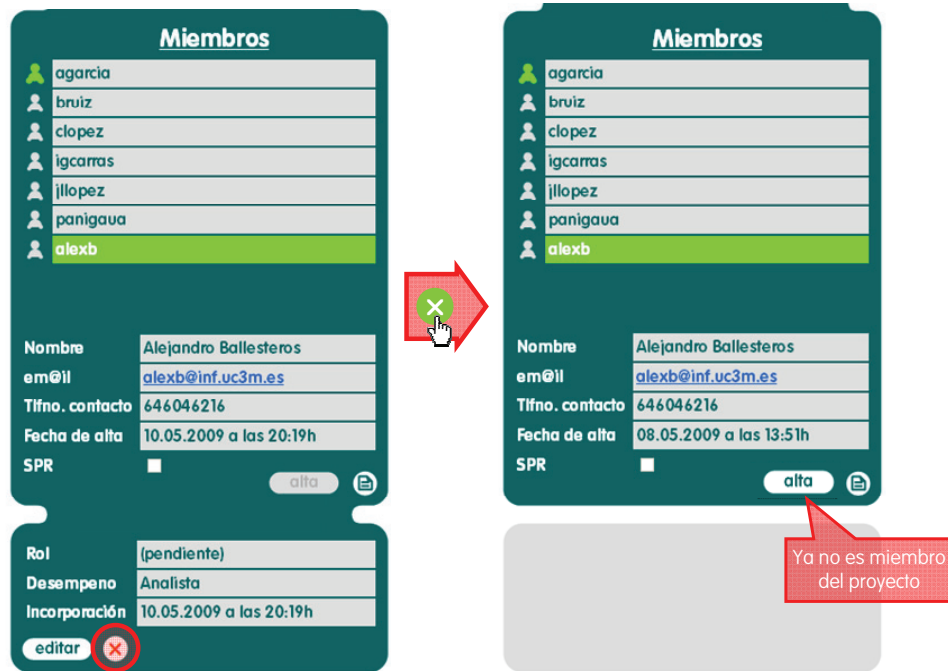 Miembros
agarcia
bruiz
clopez
igcarras
jllopez
panigaua
alexb
Nombre Alejandro Ballesteros
em@il alexb@inf.uc3m.es
Tlfno. contacto 646046216
Fecha de alta 10.05.2009 a las 20:19h
SPR
alta
Rol (pendiente)
Desempeno Analista
Incorporación 10.05.2009 a las 20:19h
editar
Miembros
agarcia
bruiz
clopez
igcarras
jllopez
panigaua
alexb
Nombre Alejandro Ballesteros
em@il alexb@inf.uc3m.es
Tlfno. contacto 646046216
Fecha de alta 08.05.2009 a las 13:51h
SPR
alta
Ya no es miembro
del proyecto